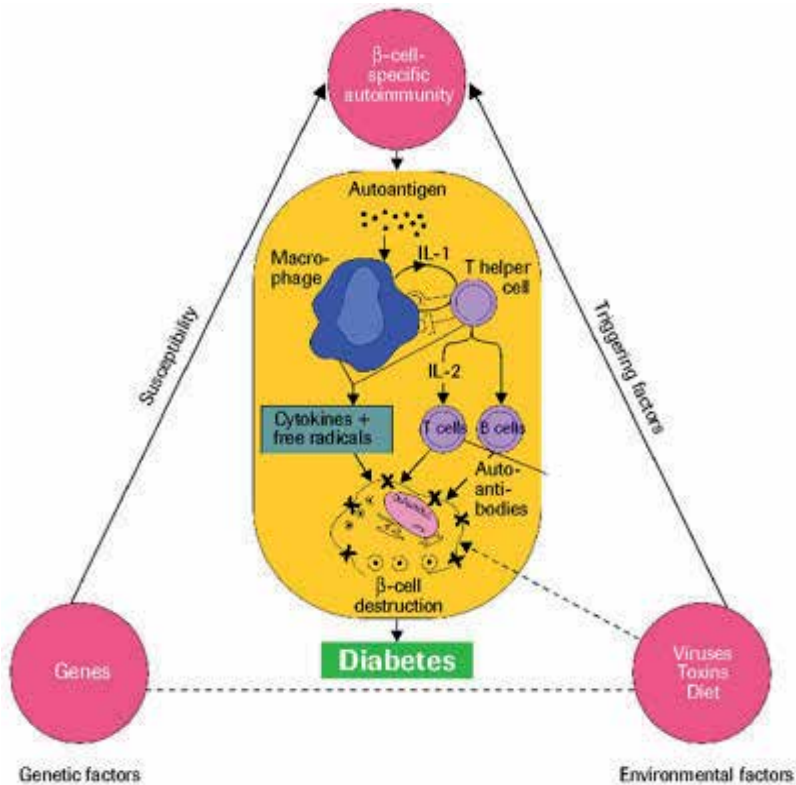 β-cell-
specific
autoimmunity
Autoantigen
Macro-
phage
IL-1
T helper
cell
Susceptibility
Triggering factors
IL-2
Cytokines +
free radicals
T cells
B cells
Auto-
anti-
bodies
β-cell
destruction
Diabetes
Genes
Viruses
Toxins
Diet
Genetic factors
Environmental factors